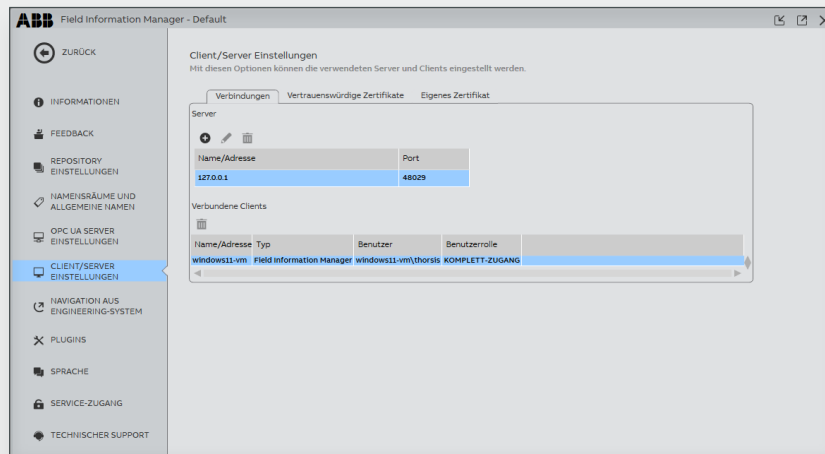 ABB Field Information Manager - Default
ZURÜCK
INFORMATIONEN
FEEDBACK
REPOSITORY
EINSTELLUNGEN
NAMENSRÄUME UND
ALLGEMEINE NAMEN
OPC UA SERVER
EINSTELLUNGEN
CLIENT/SERVER
EINSTELLUNGEN
NAVIGATION AUS
ENGINEERING-SYSTEM
PLUGINS
SPRACHE
SERVICE-ZUGANG
TECHNISCHER SUPPORT
Client/Server Einstellungen
Mit diesen Optionen können die verwendeten Server und Clients eingestellt werden.
Verbindungen Vertrauenswürdige Zertifikate Eigenes Zertifikat
Server
Name/Adresse Port
127.0.0.1 48029
Verbundene Clients
Name/Adresse Typ Benutzer Benutzerrolle
windows11-vm Field Information Manager windows11-vm\thorsis KOMPLETT-ZUGANG